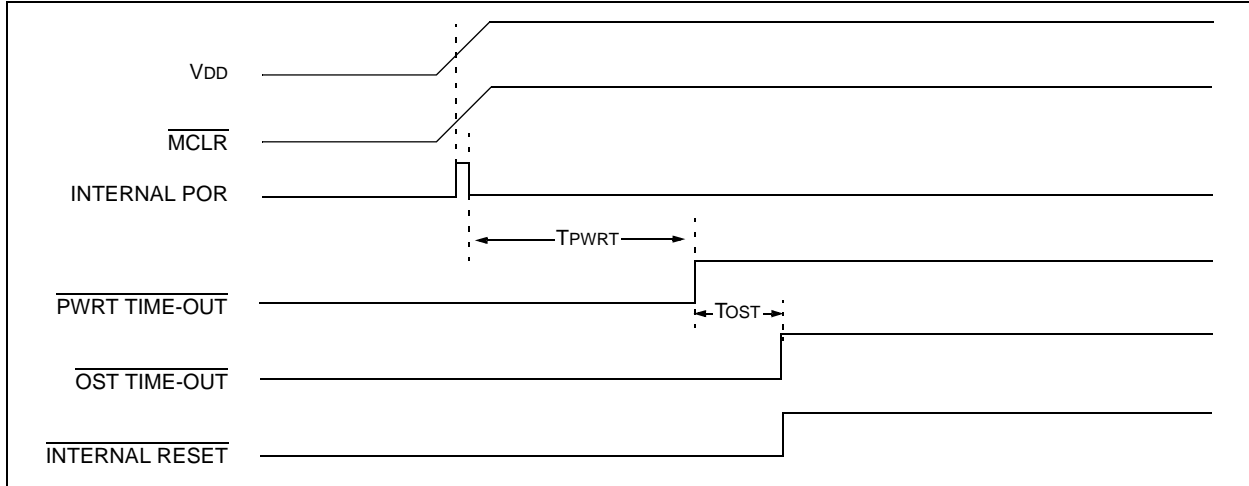 VDD
MCLR
INTERNAL POR
TPWRT
PWRT TIME-OUT
TOST
OST TIME-OUT
INTERNAL RESET